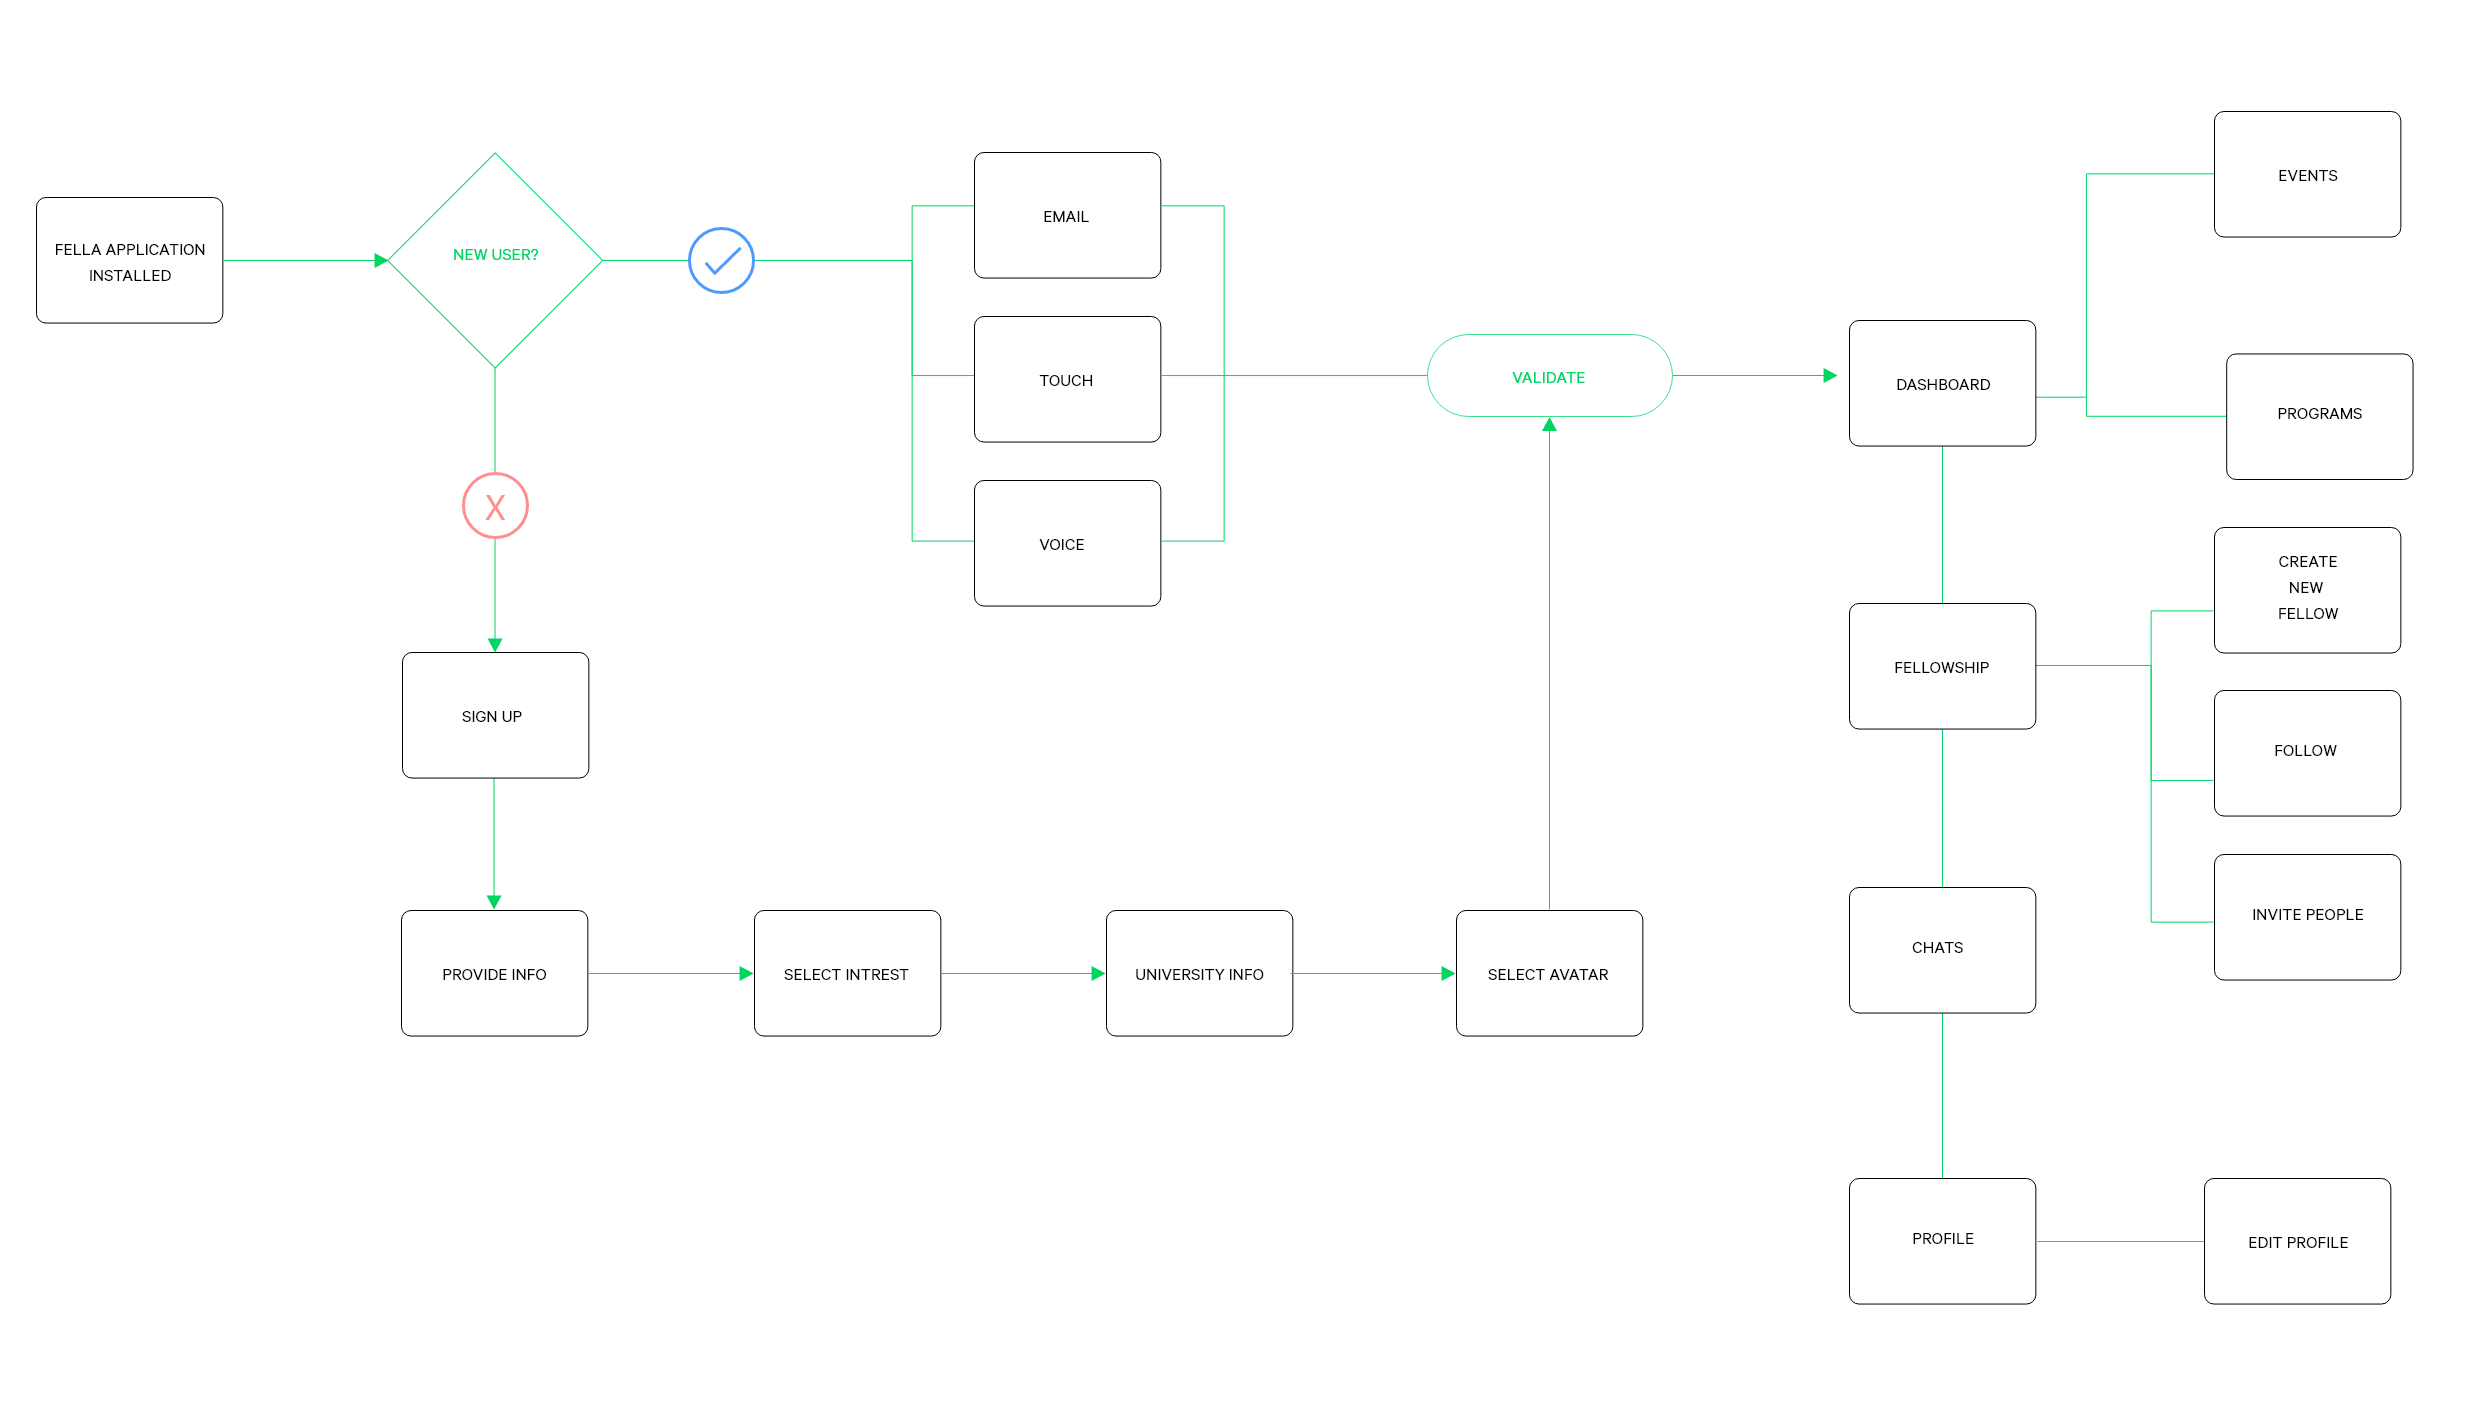 FELLA APPLICATION
INSTALLED
NEW USER?
EMAIL
TOUCH
VOICE
X
SIGN UP
PROVIDE INFO
SELECT INTREST
UNIVERSITY INFO
SELECT AVATAR
VALIDATE
DASHBOARD
EVENTS
PROGRAMS
FELLOWSHIP
CREATE
NEW
FELLOW
FOLLOW
INVITE PEOPLE
CHATS
PROFILE
EDIT PROFILE